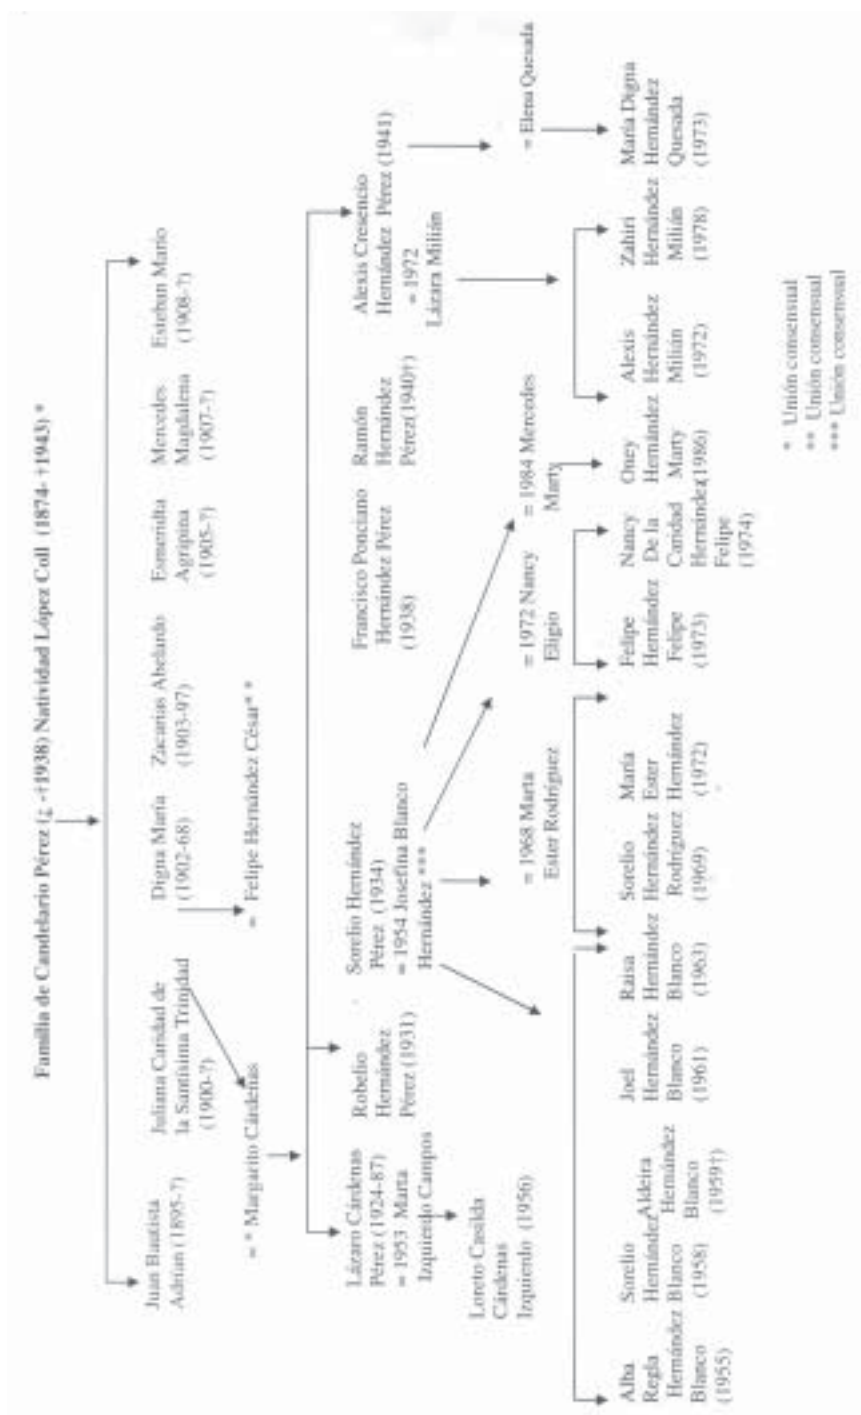 Familia de Candelario Pérez (¿ -†1938) Natividad López Coll (1874- †1943) *
Juan Bautista
Adrián (1895-?)
Juliana Caridad de
la Santísima Trinidad
(1900-?)
Digna María
(1902-68)
Zacarías Abelardo
(1903-97)
Esmerilda
Agripina
(1905-?)
Mercedes
Magdalena
(1907-?)
Esteban Mario
(1908-?)
= * Margarito Cárdenas
= Felipe Hernández César* *
Lázaro Cárdenas
Pérez (1924-87)
= 1953 Marta
Izquierdo Campos
Robelio
Hernández
Pérez (1931)
Sorelio Hernández
Pérez (1934)
= 1954 Josefina Blanco
Hernández ***
Francisco Ponciano
Hernández Pérez
(1938)
Ramón
Hernández
Pérez(1940†)
Alexis Cresencio
Hernández Pérez (1941)
= 1972
Lázara Milián
Loreto Casilda
Cárdenas
Izquierdo (1956)
= 1968 Marta
Ester Rodríguez
= 1972 Nancy
Eligio
= 1984 Mercedes
Marty
= Elena Quesada
Alba
Regla
Hernández
Blanco
(1955)
Sorelio
Hernández
Blanco
(1958)
Aldeira
Hernández
Blanco
(1959†)
Joel
Hernández
Blanco
(1961)
Raisa
Hernández
Blanco
(1963)
Sorelio
Hernández
Rodríguez
(1969)
María
Ester
Hernández
(1972)
Felipe
Hernández
Felipe
(1973)
Nancy
De la
Caridad
Hernández
Felipe
(1974)
Oney
Hernández
Marty
(1986)
Alexis
Hernández
Milián
(1972)
Zahiri
Hernández
Milián
(1978)
María Digna
Hernández
Quesada
(1973)
* Unión consensual
** Unión consensual
*** Unión consensual